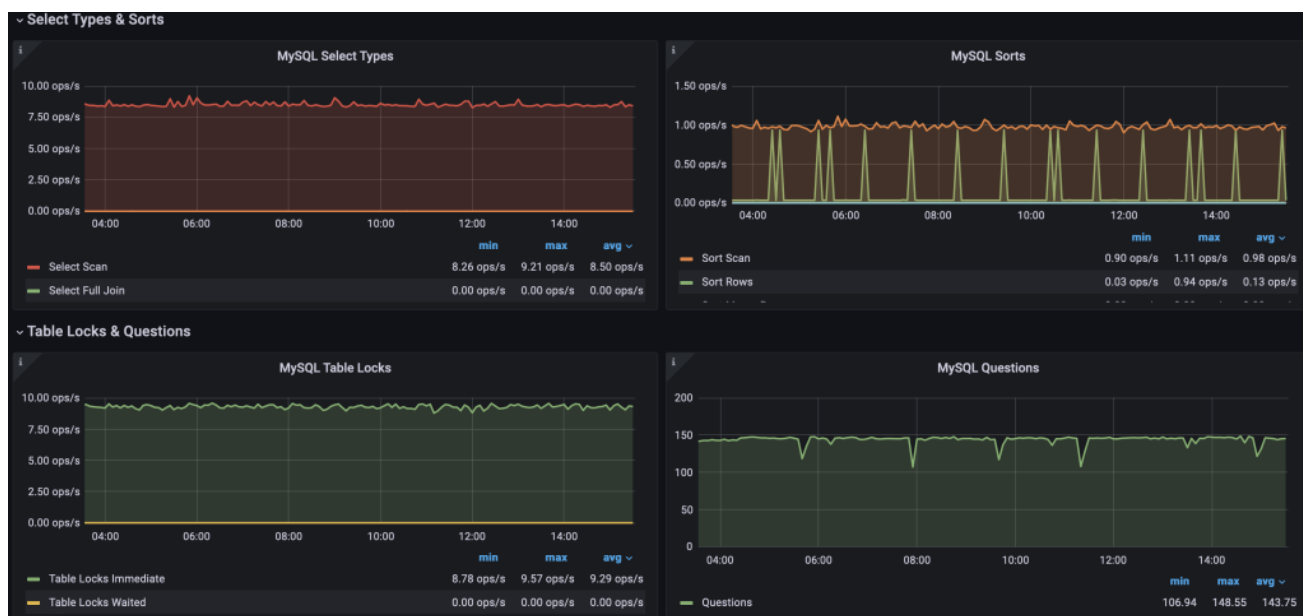 Select Types & Sorts
i
MySQL Select Types
10.00 ops/s
7.50 ops/s
5.00 ops/s
2.50 ops/s
0.00 ops/s
04:00 06:00 08:00 10:00 12:00 14:00
min max avg
Select Scan 8.26 ops/s 9.21 ops/s 8.50 ops/s
Select Full Join 0.00 ops/s 0.00 ops/s 0.00 ops/s
i
MySQL Sorts
1.50 ops/s
1.00 ops/s
0.50 ops/s
0.00 ops/s
04:00 06:00 08:00 10:00 12:00 14:00
min max avg
Sort Scan 0.90 ops/s 1.11 ops/s 0.98 ops/s
Sort Rows 0.03 ops/s 0.94 ops/s 0.13 ops/s
Table Locks & Questions
i
MySQL Table Locks
10.00 ops/s
7.50 ops/s
5.00 ops/s
2.50 ops/s
0.00 ops/s
04:00 06:00 08:00 10:00 12:00 14:00
min max avg
Table Locks Immediate 8.78 ops/s 9.57 ops/s 9.29 ops/s
Table Locks Waited 0.00 ops/s 0.00 ops/s 0.00 ops/s
i
MySQL Questions
200
150
100
50
0
04:00 06:00 08:00 10:00 12:00 14:00
min max avg
Questions 106.94 148.55 143.75